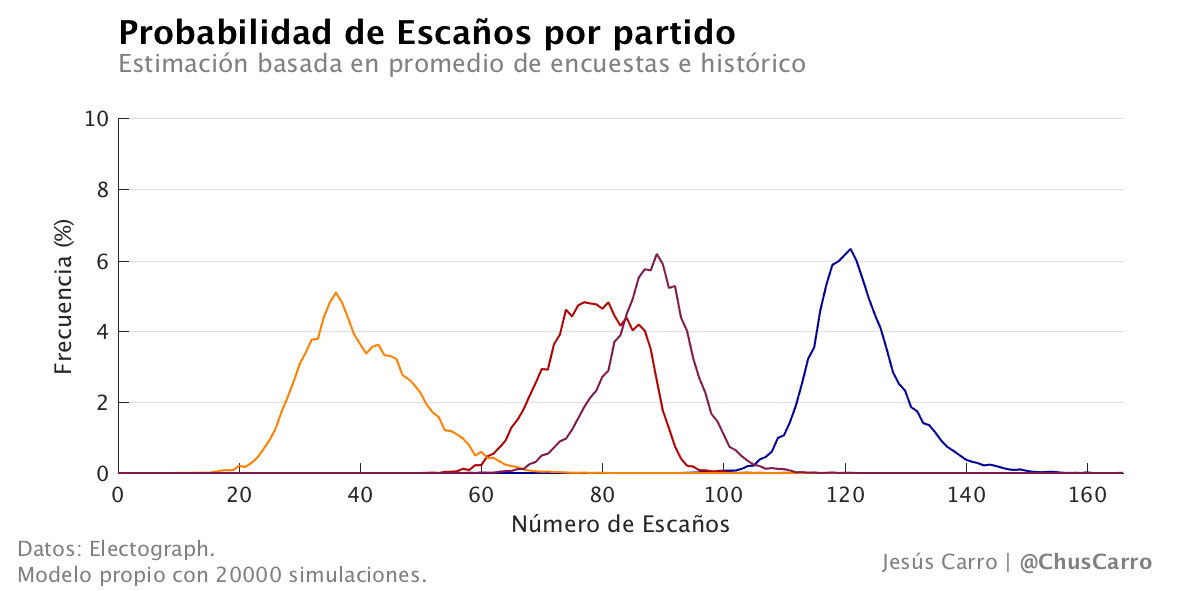 Probabilidad de Escaños por partido
Estimación basada en promedio de encuestas e histórico
10
8
6
4
2
0
Frecuencia (%)
0 20 40 60 80 100 120 140 160
Número de Escaños
Datos: Electograph.
Modelo propio con 20000 simulaciones.
Jesús Carro | @ChusCarro